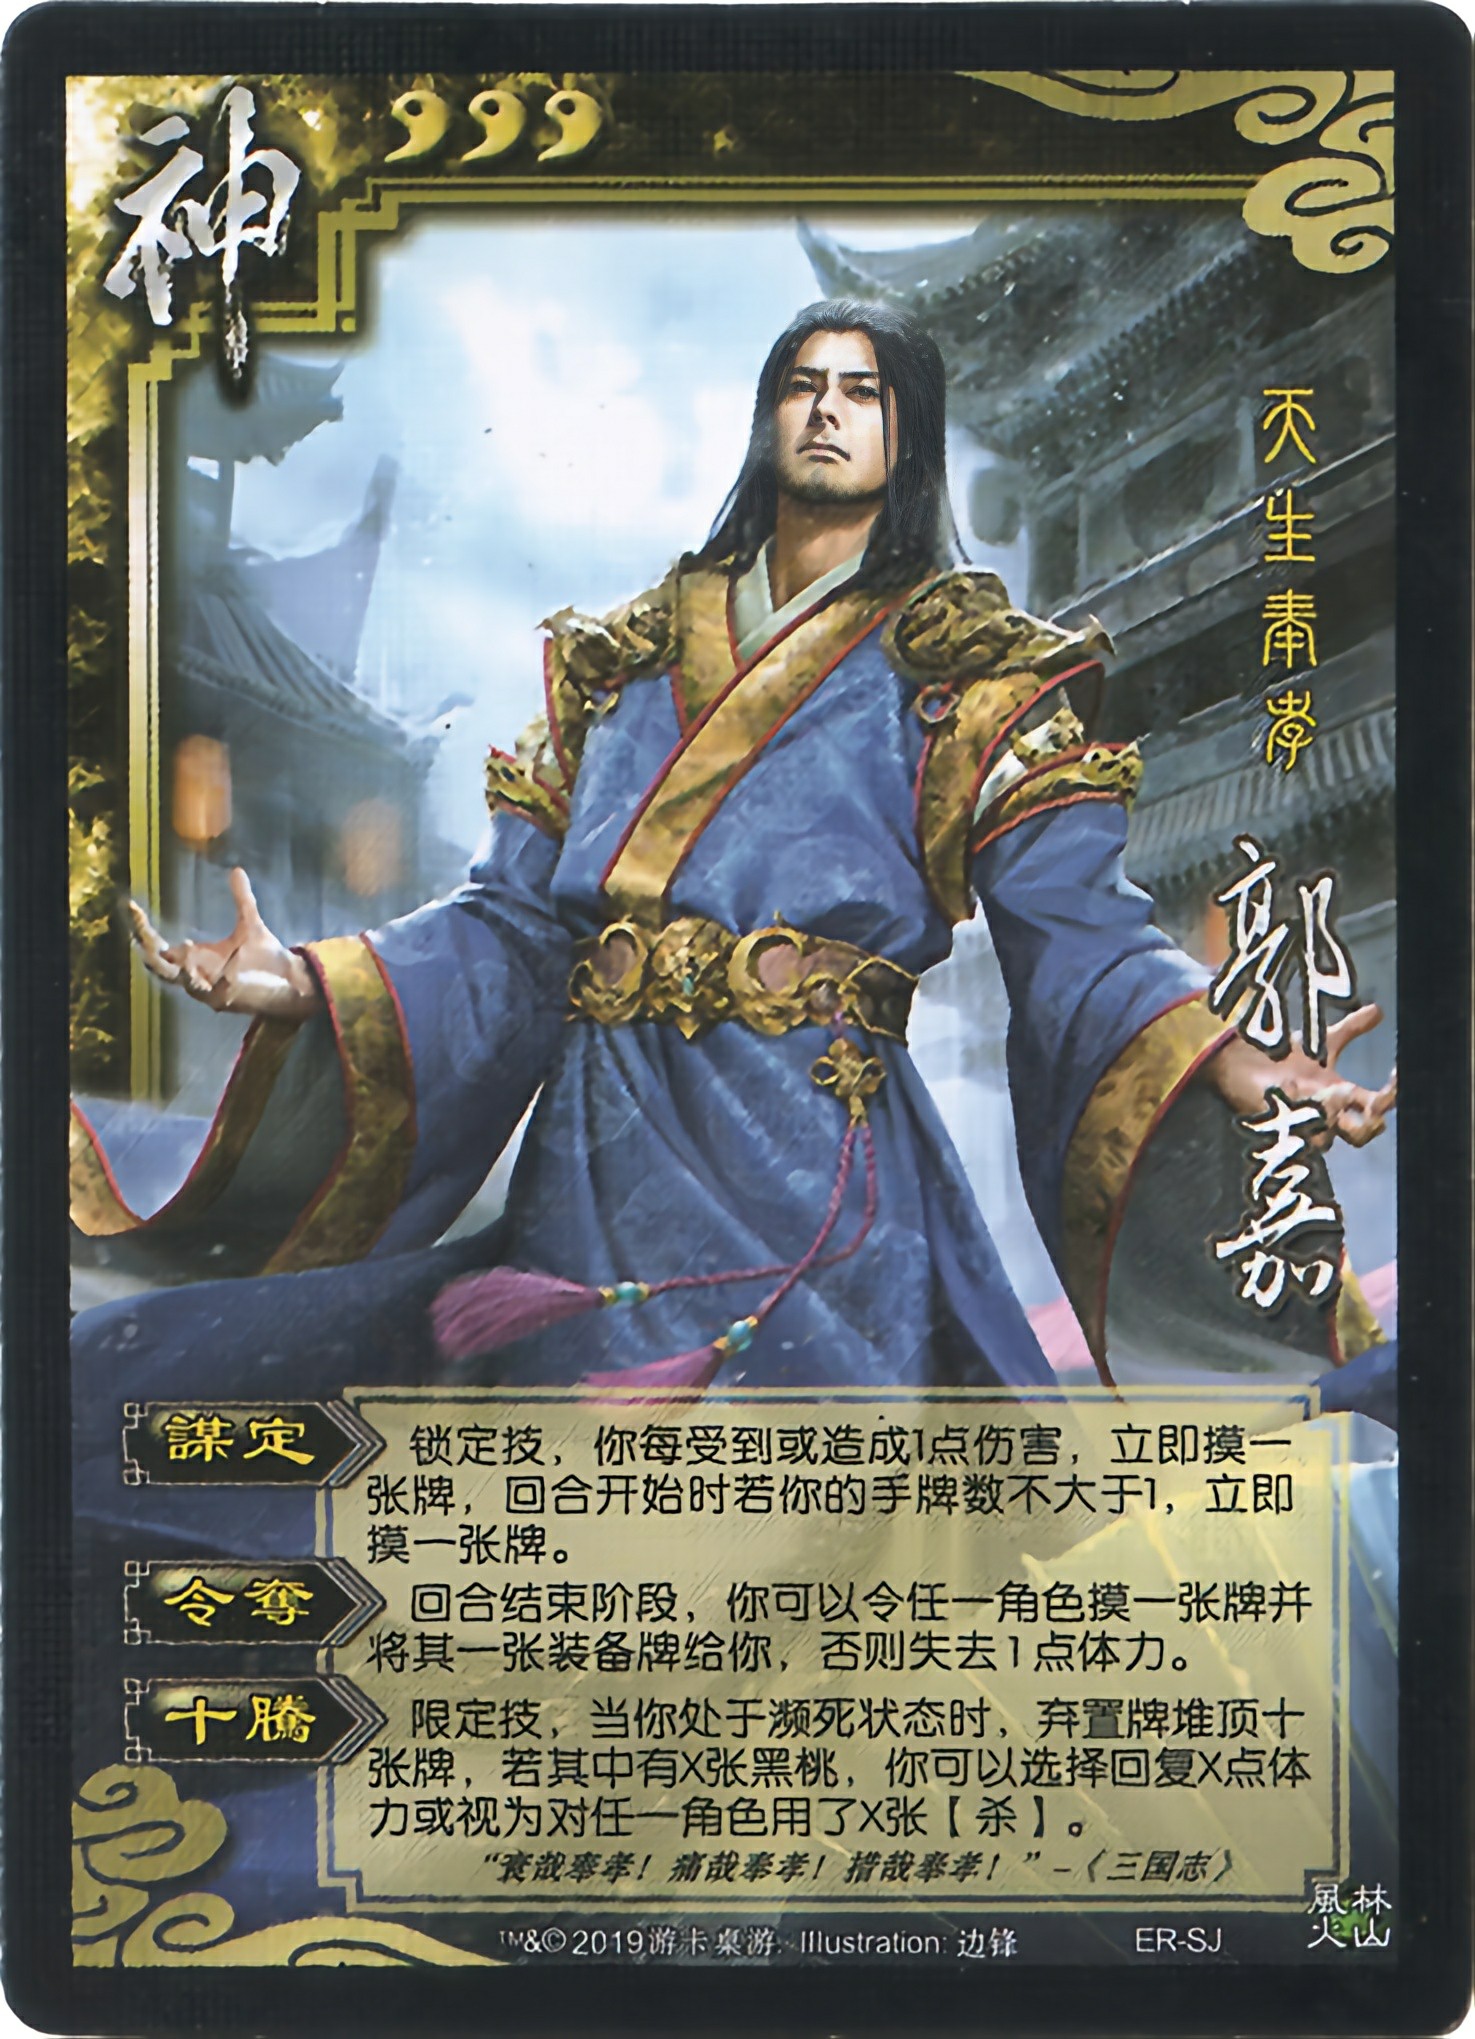 神
天生奉孝
郭嘉
謀定
锁定技，你每受到或造成1点伤害，立即摸一
张牌，回合开始时若你的手牌数不大于1，立即
摸一张牌。
令奪
回合结束阶段，你可以令任一角色摸一张牌并
将其一张装备牌给你，否则失去1点体力。
十騰
限定技，当你处于濒死状态时，弃置牌堆顶十
张牌，若其中有X张黑桃，你可以选择回复X点体
力或视为对任一角色用了X张【杀】。
“哀哉奉孝！痛哉奉孝！惜哉奉孝！”-《三国志》
™&©2019游卡桌游. Illustration: 边锋 ER-SJ
風林
火山